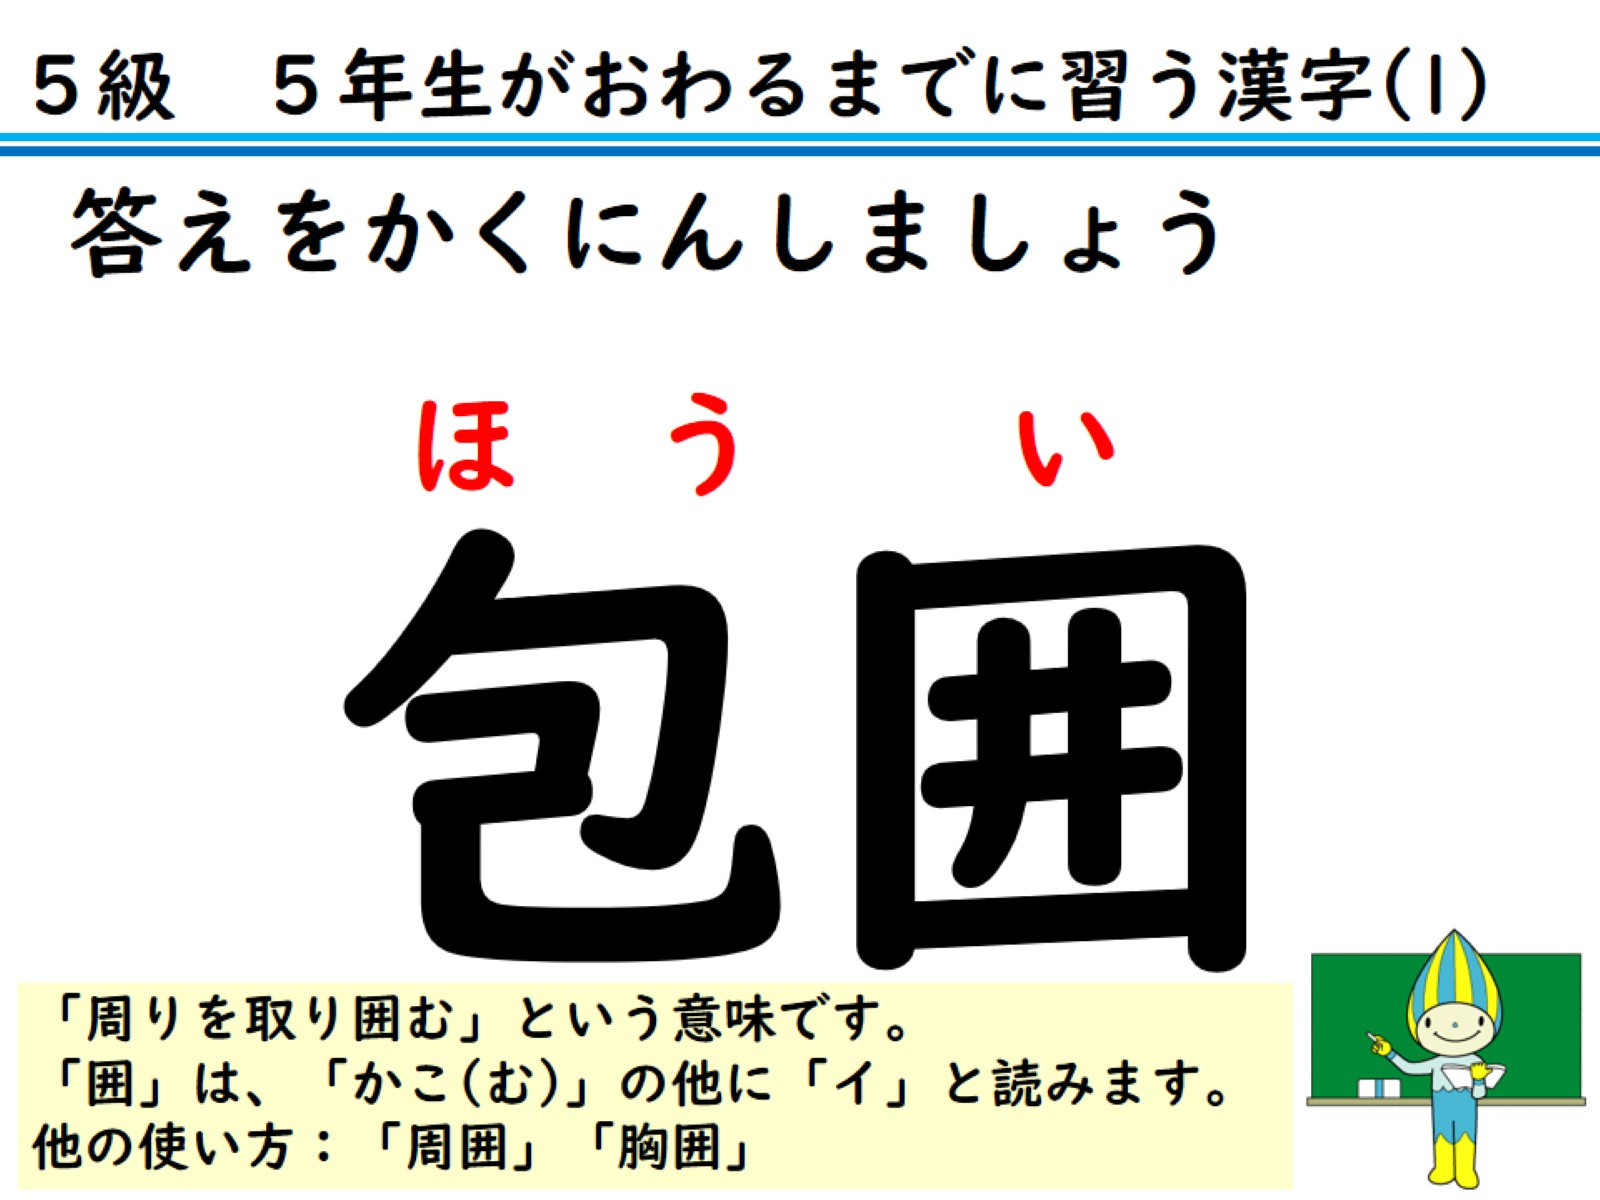 ５級　５年生がおわるまでに習う漢字(1)
答えをかくにんしましょう
ほうい
包囲
「周りを取り囲む」という意味です。
「囲」は、「かこ(む)」の他に「イ」と読みます。
他の使い方：「周囲」「胸囲」